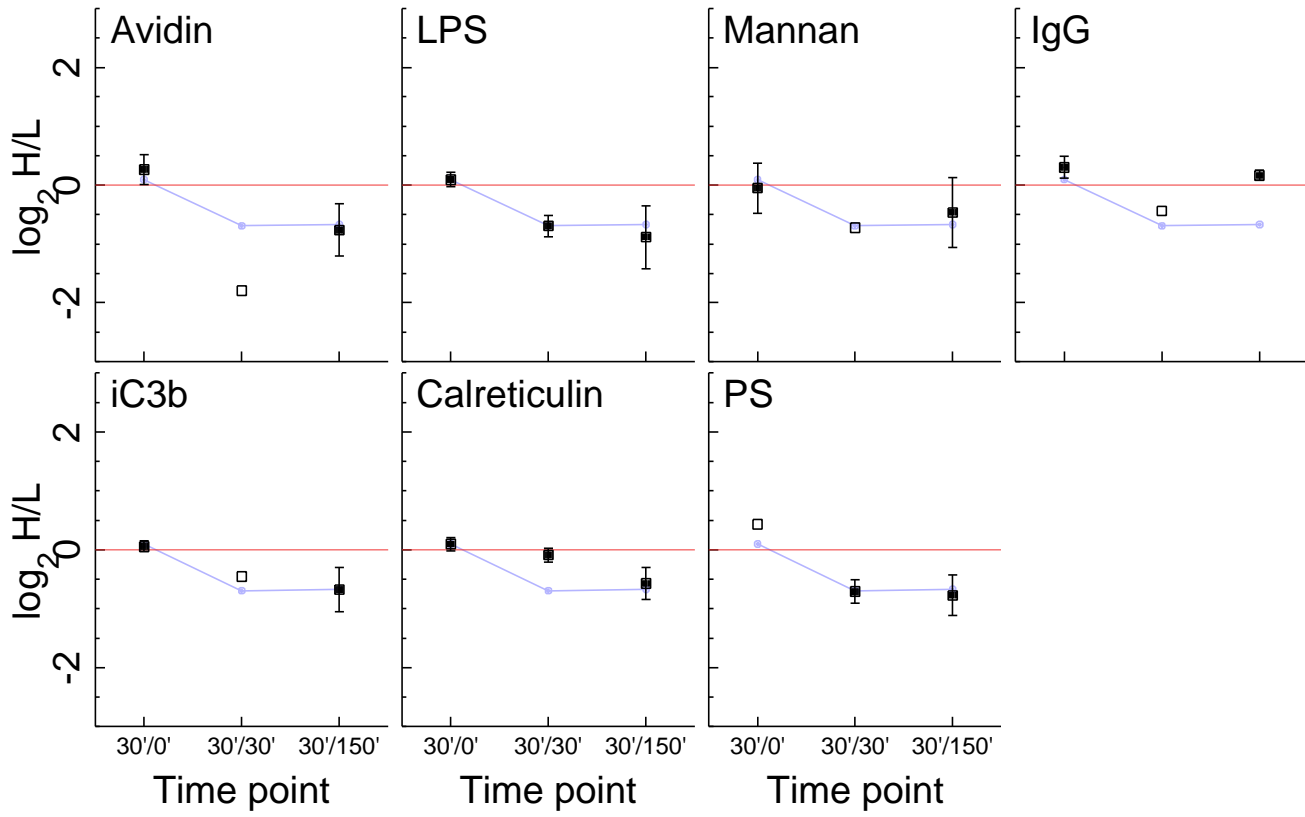 Avidin LPS Mannan IgG
2
0
-2
log2 H/L
iC3b Calreticulin PS
2
0
-2
log2 H/L
30'/0' 30'/30' 30'/150' 30'/0' 30'/30' 30'/150' 30'/0' 30'/30' 30'/150'
Time point Time point Time point